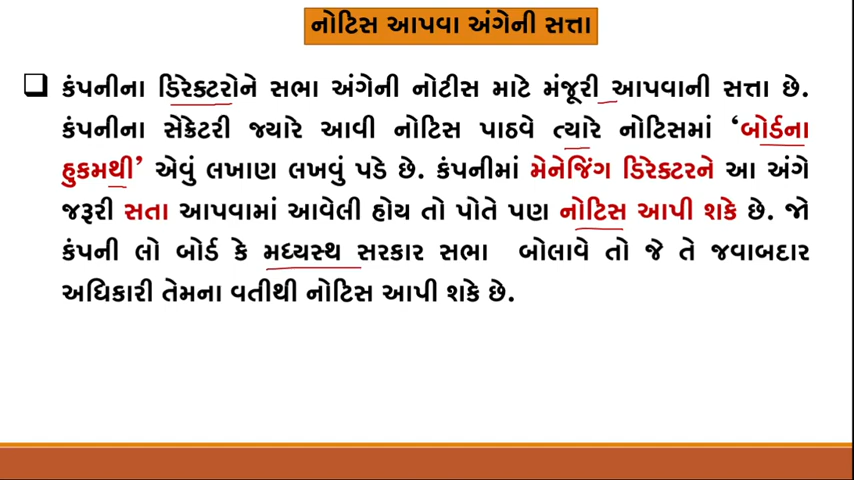 નોટિસ આપવા અંગેની સત્તા
કંપનીના ડિરેક્ટરોને સભા અંગેની નોટીસ માટે મંજૂરી આપવાની સત્તા છે.
કંપનીના સેક્રેટરી જ્યારે આવી નોટિસ પાઠવે ત્યારે નોટિસમાં ‘બોર્ડના
હુકમથી’ એવું લખાણ લખવું પડે છે. કંપનીમાં મેનેજિંગ ડિરેક્ટરને આ અંગે
જરૂરી સતા આપવામાં આવેલી હોય તો પોતે પણ નોટિસ આપી શકે છે. જો
કંપની લો બોર્ડ કે મધ્યસ્થ સરકાર સભા બોલાવે તો જે તે જવાબદાર
અધિકારી તેમના વતીથી નોટિસ આપી શકે છે.